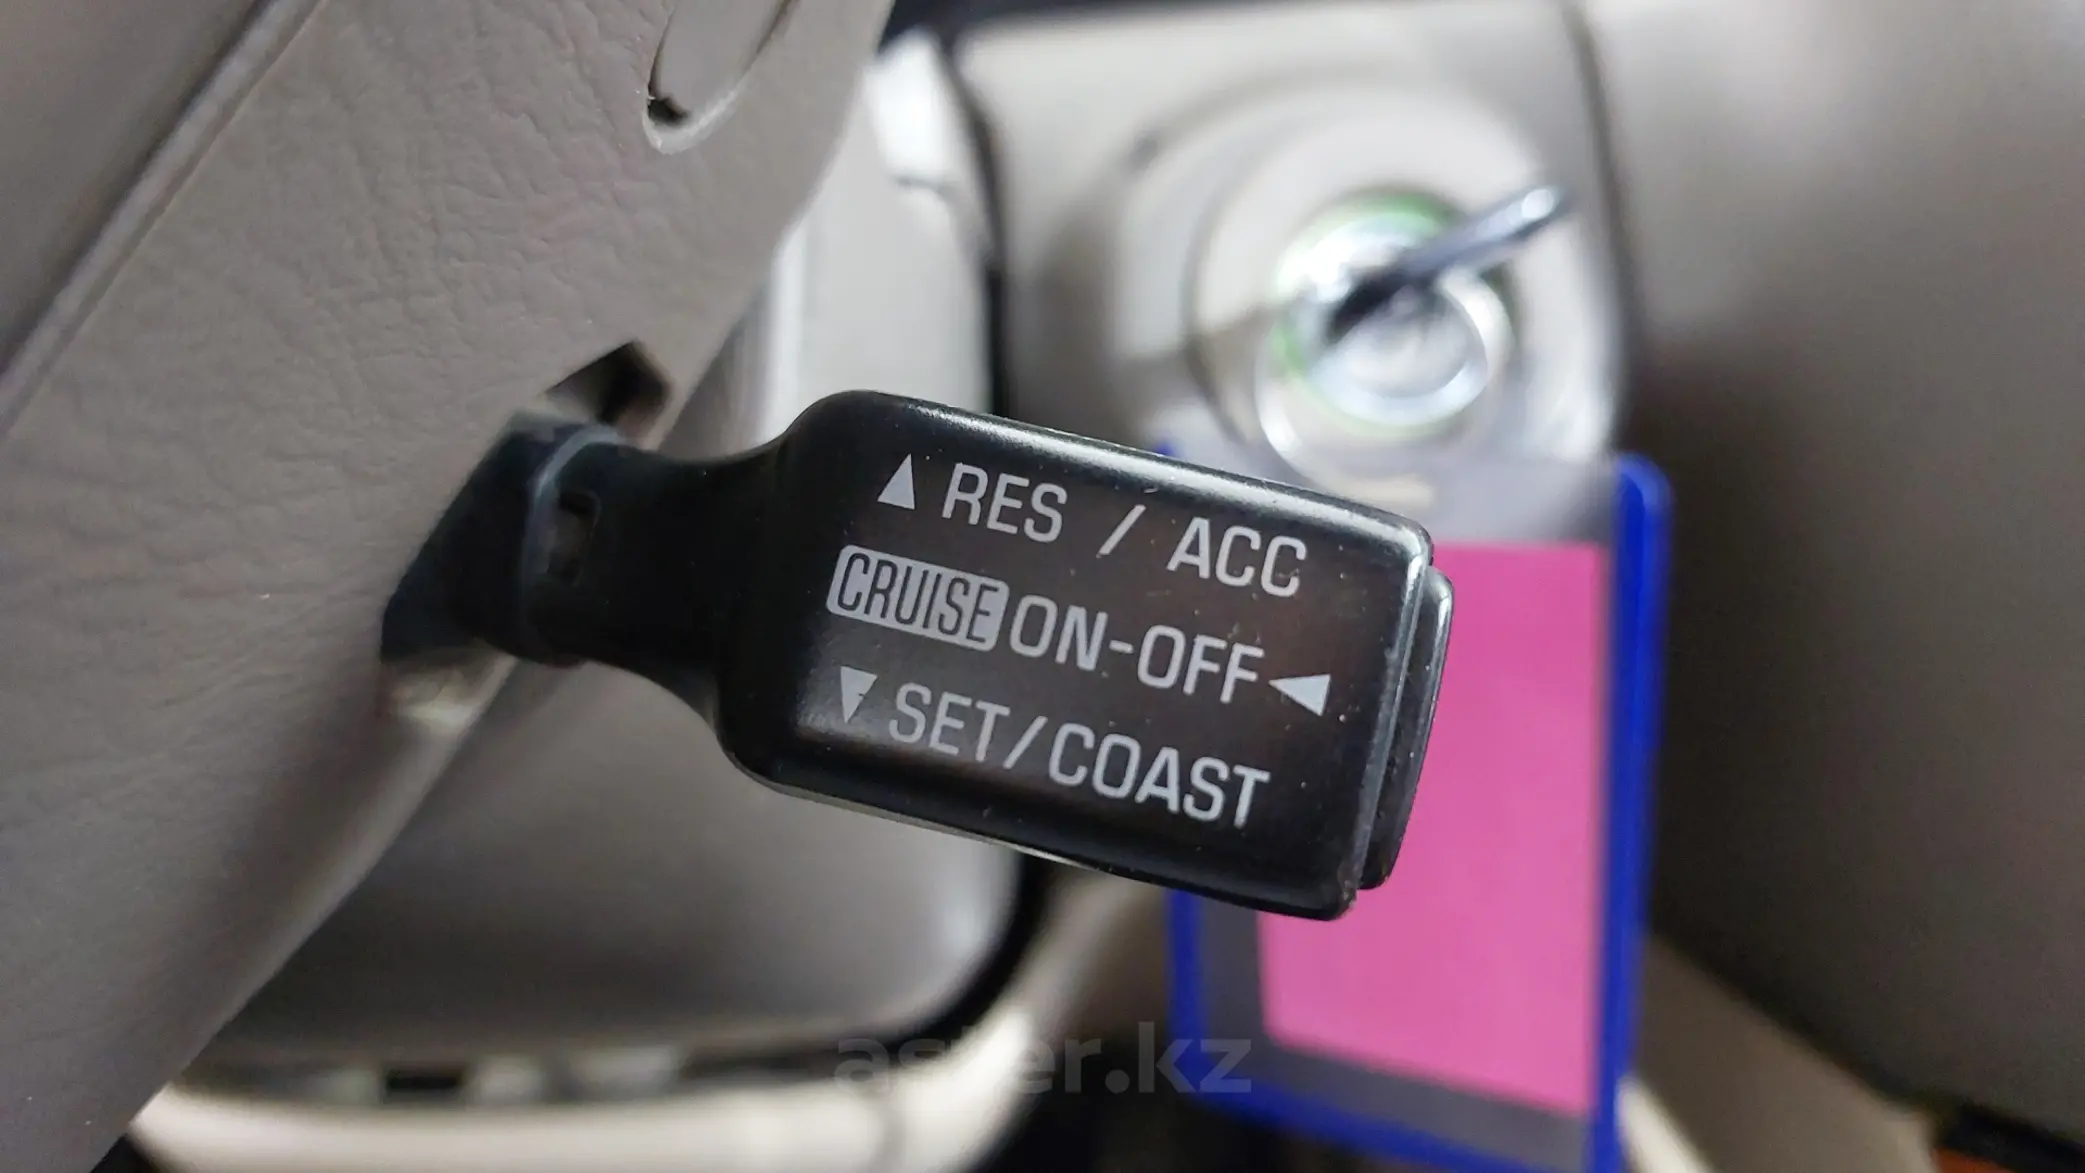 ▲ RES / ACC
CRUISE ON-OFF ◄
▼ SET/COAST
aster.kz